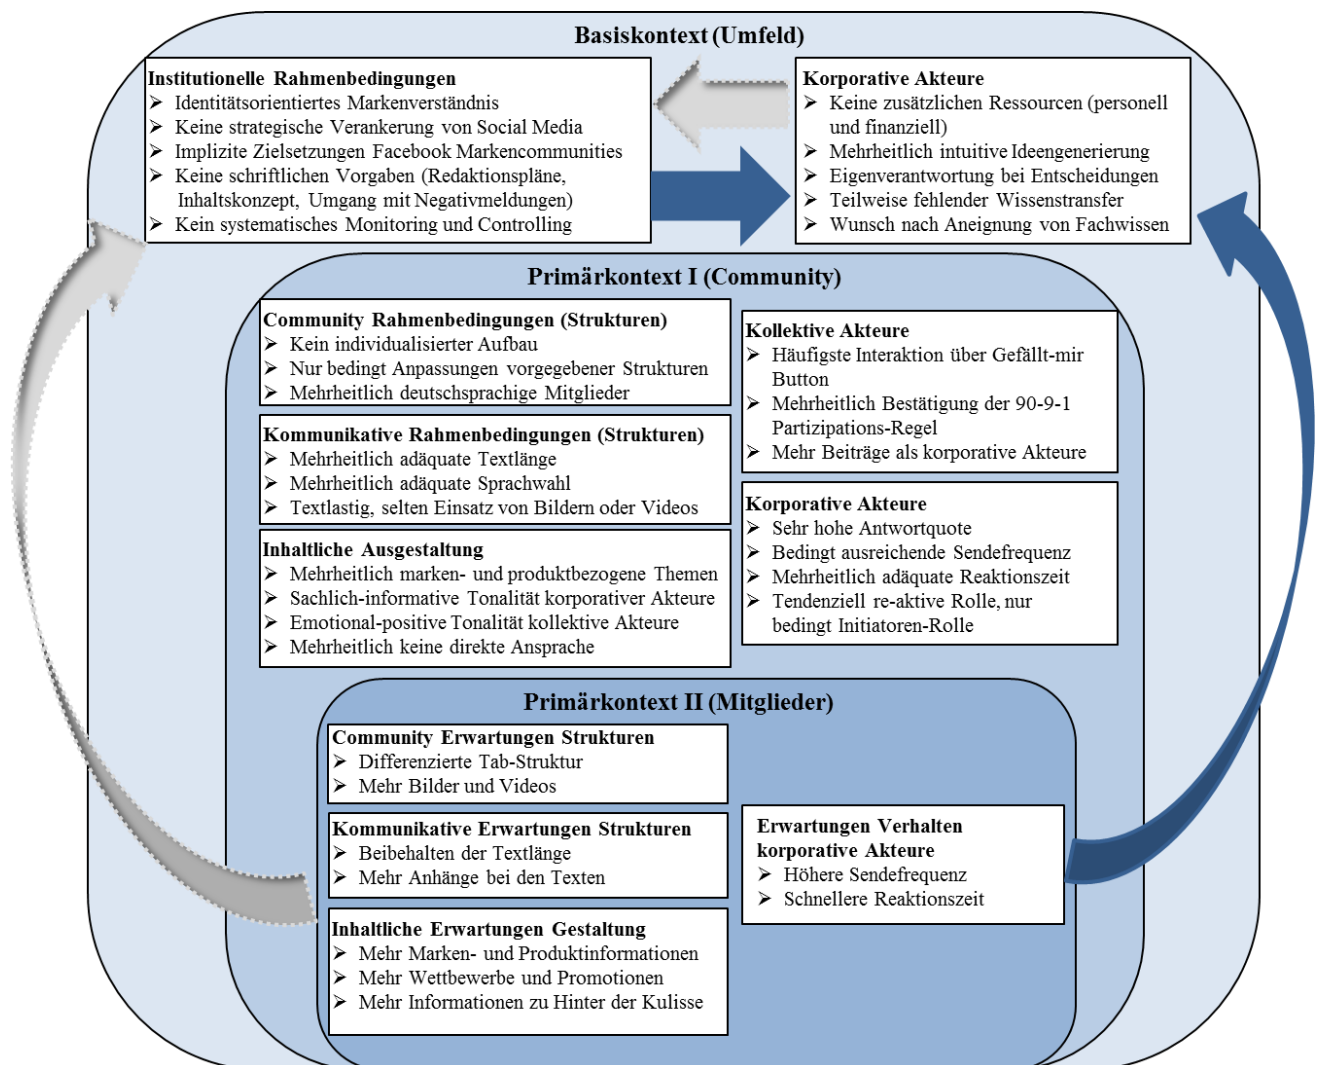 Basiskontext (Umfeld)
Institutionelle Rahmenbedingungen
➢ Identitätsorientiertes Markenverständnis
➢ Keine strategische Verankerung von Social Media
➢ Implizite Zielsetzungen Facebook Markencommunities
➢ Keine schriftlichen Vorgaben (Redaktionspläne,
Inhaltskonzept, Umgang mit Negativmeldungen)
➢ Kein systematisches Monitoring und Controlling
Korporative Akteure
➢ Keine zusätzlichen Ressourcen (personell
und finanziell)
➢ Mehrheitlich intuitive Ideengenerierung
➢ Eigenverantwortung bei Entscheidungen
➢ Teilweise fehlender Wissenstransfer
➢ Wunsch nach Aneignung von Fachwissen
Primärkontext I (Community)
Community Rahmenbedingungen (Strukturen)
➢ Kein individualisierter Aufbau
➢ Nur bedingt Anpassungen vorgegebener Strukturen
➢ Mehrheitlich deutschsprachige Mitglieder
Kommunikative Rahmenbedingungen (Strukturen)
➢ Mehrheitlich adäquate Textlänge
➢ Mehrheitlich adäquate Sprachwahl
➢ Textlastig, selten Einsatz von Bildern oder Videos
Inhaltliche Ausgestaltung
➢ Mehrheitlich marken- und produktbezogene Themen
➢ Sachlich-informative Tonalität korporativer Akteure
➢ Emotional-positive Tonalität kollektive Akteure
➢ Mehrheitlich keine direkte Ansprache
Kollektive Akteure
➢ Häufigste Interaktion über Gefällt-mir
Button
➢ Mehrheitlich Bestätigung der 90-9-1
Partizipations-Regel
➢ Mehr Beiträge als korporative Akteure
Korporative Akteure
➢ Sehr hohe Antwortquote
➢ Bedingt ausreichende Sendefrequenz
➢ Mehrheitlich adäquate Reaktionszeit
➢ Tendenziell re-aktive Rolle, nur
bedingt Initiatoren-Rolle
Primärkontext II (Mitglieder)
Community Erwartungen Strukturen
➢ Differenzierte Tab-Struktur
➢ Mehr Bilder und Videos
Kommunikative Erwartungen Strukturen
➢ Beibehalten der Textlänge
➢ Mehr Anhänge bei den Texten
Inhaltliche Erwartungen Gestaltung
➢ Mehr Marken- und Produktinformationen
➢ Mehr Wettbewerbe und Promotionen
➢ Mehr Informationen zu Hinter der Kulisse
Erwartungen Verhalten
korporative Akteure
➢ Höhere Sendefrequenz
➢ Schnellere Reaktionszeit